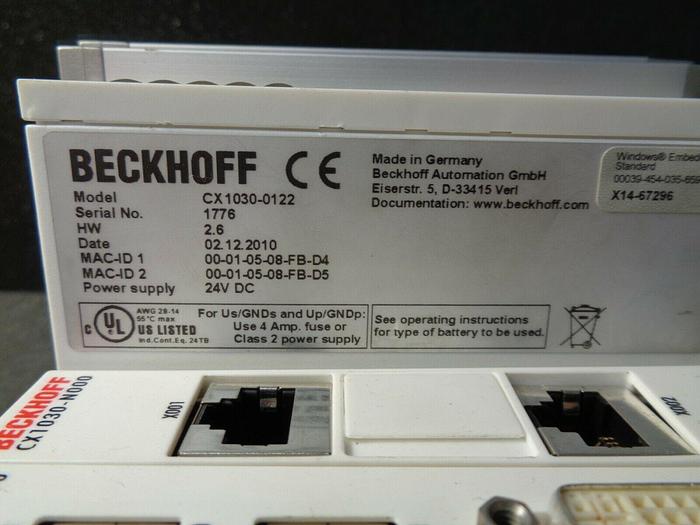 BECKHOFF CE
Made in Germany
Beckhoff Automation GmbH
Eiserstr. 5, D-33415 Verl
Documentation: www.beckhoff.com
Windows® Embed
Standard
00039-454-035-659
X14-67296
Model CX1030-0122
Serial No. 1776
HW 2.6
Date 02.12.2010
MAC-ID 1 00-01-05-08-FB-D4
MAC-ID 2 00-01-05-08-FB-D5
Power supply 24V DC
AWG 28-14
55°C max
C UL US LISTED
Ind.Cont.Eq. 24TB
For Us/GNDs and Up/GNDp:
Use 4 Amp. fuse or
Class 2 power supply
See operating instructions
for type of battery to be used.
BECKHOFF
CX1030-N000
X001
X002